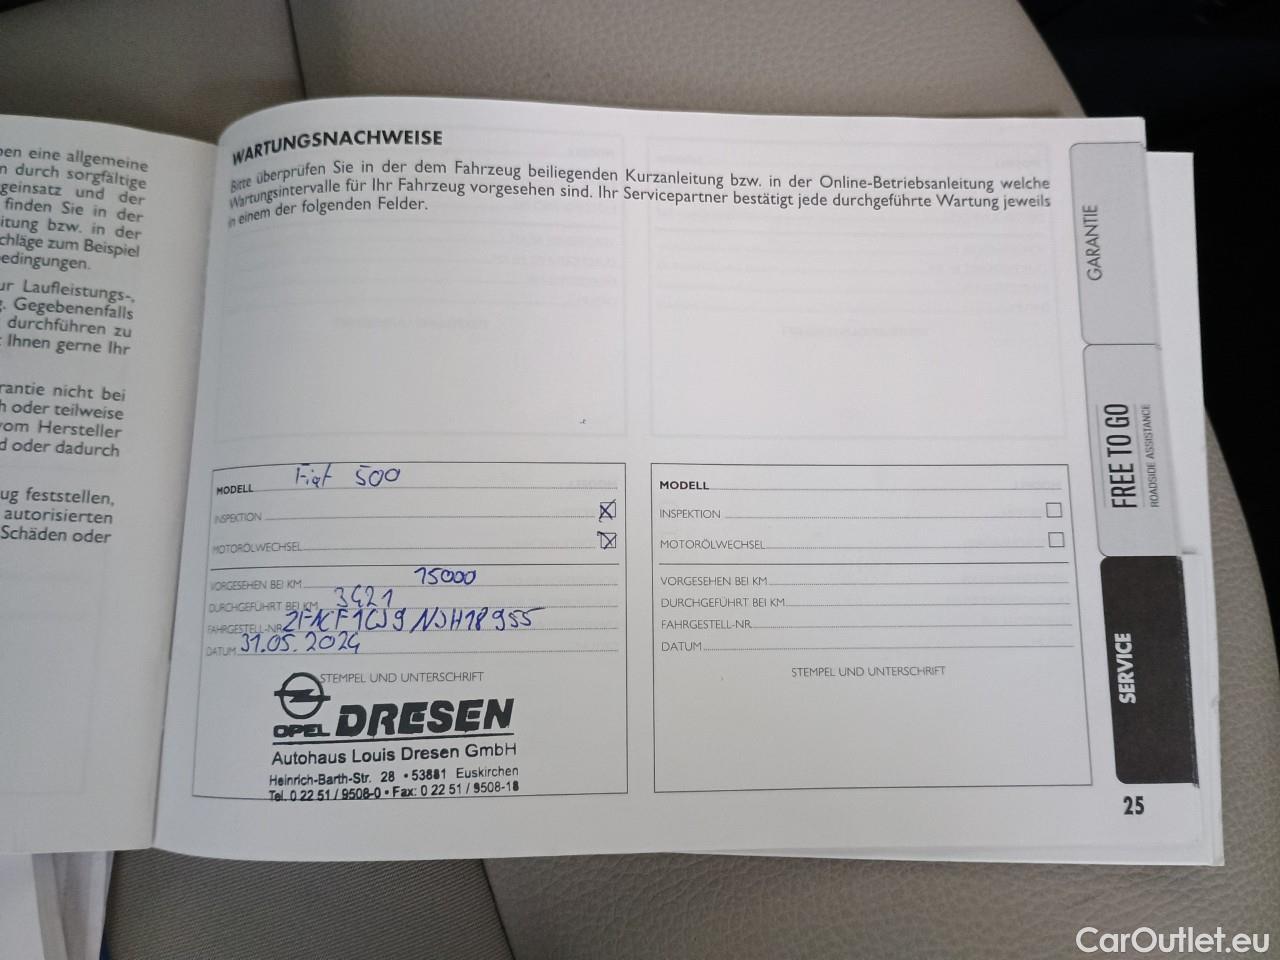 en eine allgemeine
n durch sorgfältige
geinsatz und der
finden Sie in der
itung bzw. in der
chläge zum Beispiel
edingungen.
ur Laufleistungs-,
g. Gegebenenfalls
durchführen zu
t Ihnen gerne Ihr
rantie nicht bei
h oder teilweise
vom Hersteller
d oder dadurch
ug feststellen,
autorisierten
Schäden oder
WARTUNGSNACHWEISE
Bitte überprüfen Sie in der dem Fahrzeug beiliegenden Kurzanleitung bzw. in der Online-Betriebsanleitung welche
Wartungsintervalle für Ihr Fahrzeug vorgesehen sind. Ihr Servicepartner bestätigt jede durchgeführte Wartung jeweils
in einem der folgenden Felder.
MODELL Fiat 500
INSPEKTION
MOTORÖLWECHSEL
VORGESEHEN BEI KM 15000
DURCHGEFÜHRT BEI KM 3421
FAHRGESTELL-NR.
DATUM 31.05.2024
STEMPEL UND UNTERSCHRIFT
OPEL DRESEN
Autohaus Louis Dresen GmbH
Heinrich-Barth-Str. 28 • 53881 Euskirchen
Tel. 0 22 51 / 9508-0 • Fax: 0 22 51 / 9508-18
MODELL
INSPEKTION
MOTORÖLWECHSEL
VORGESEHEN BEI KM
DURCHGEFÜHRT BEI KM
FAHRGESTELL-NR.
DATUM
STEMPEL UND UNTERSCHRIFT
GARANTIE
FREE TO GO
ROADSIDE ASSISTANCE
SERVICE
25
CarOutlet.eu